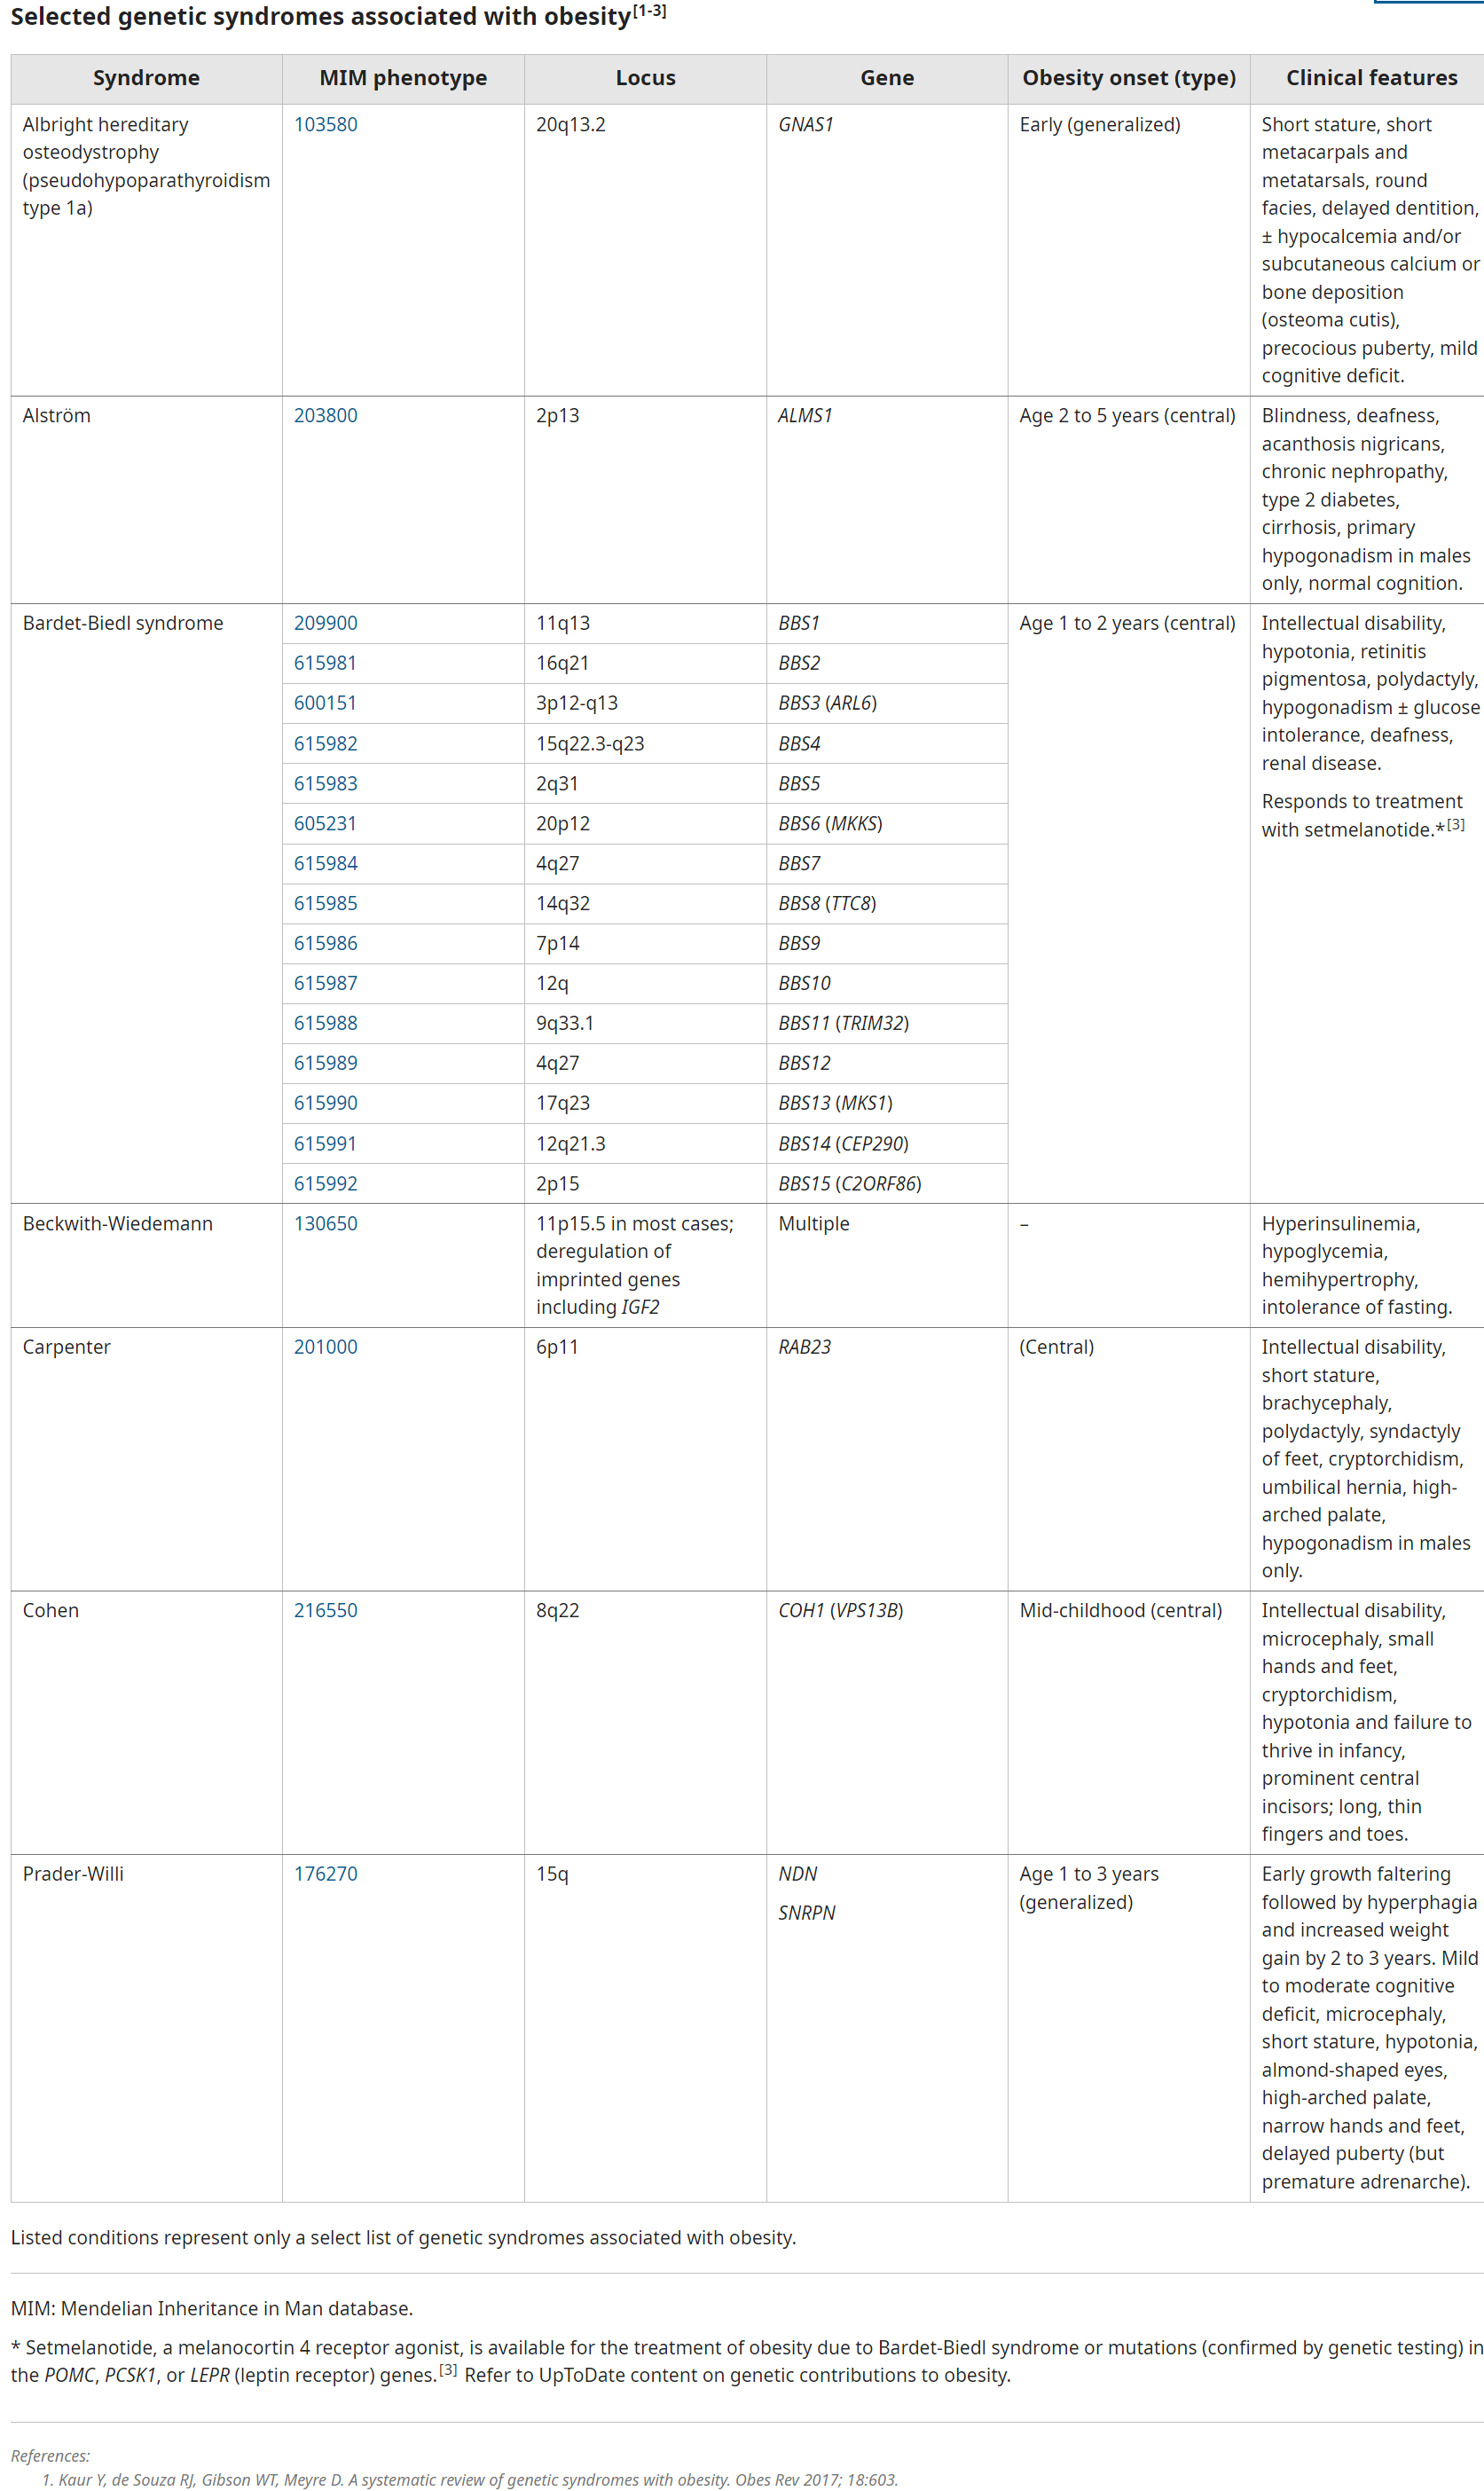 Selected genetic syndromes associated with obesity[1-3]
Syndrome MIM phenotype Locus Gene Obesity onset (type) Clinical features
Albright hereditary
osteodystrophy
(pseudohypoparathyroidism
type 1a)
103580
20q13.2
GNAS1
Early (generalized)
Short stature, short
metacarpals and
metatarsals, round
facies, delayed dentition,
± hypocalcemia and/or
subcutaneous calcium or
bone deposition
(osteoma cutis),
precocious puberty, mild
cognitive deficit.
Alström
203800
2p13
ALMS1
Age 2 to 5 years (central)
Blindness, deafness,
acanthosis nigricans,
chronic nephropathy,
type 2 diabetes,
cirrhosis, primary
hypogonadism in males
only, normal cognition.
Bardet-Biedl syndrome
209900 11q13 BBS1
615981 16q21 BBS2
600151 3p12-q13 BBS3 (ARL6)
615982 15q22.3-q23 BBS4
615983 2q31 BBS5
605231 20p12 BBS6 (MKKS)
615984 4q27 BBS7
615985 14q32 BBS8 (TTC8)
615986 7p14 BBS9
615987 12q BBS10
615988 9q33.1 BBS11 (TRIM32)
615989 4q27 BBS12
615990 17q23 BBS13 (MKS1)
615991 12q21.3 BBS14 (CEP290)
615992 2p15 BBS15 (C2ORF86)
Age 1 to 2 years (central)
Intellectual disability,
hypotonia, retinitis
pigmentosa, polydactyly,
hypogonadism ± glucose
intolerance, deafness,
renal disease.
Responds to treatment
with setmelanotide.*[3]
Beckwith-Wiedemann
130650
11p15.5 in most cases;
deregulation of
imprinted genes
including IGF2
Multiple
–
Hyperinsulinemia,
hypoglycemia,
hemihypertrophy,
intolerance of fasting.
Carpenter
201000
6p11
RAB23
(Central)
Intellectual disability,
short stature,
brachycephaly,
polydactyly, syndactyly
of feet, cryptorchidism,
umbilical hernia, high-
arched palate,
hypogonadism in males
only.
Cohen
216550
8q22
COH1 (VPS13B)
Mid-childhood (central)
Intellectual disability,
microcephaly, small
hands and feet,
cryptorchidism,
hypotonia and failure to
thrive in infancy,
prominent central
incisors; long, thin
fingers and toes.
Prader-Willi
176270
15q
NDN
SNRPN
Age 1 to 3 years
(generalized)
Early growth faltering
followed by hyperphagia
and increased weight
gain by 2 to 3 years. Mild
to moderate cognitive
deficit, microcephaly,
short stature, hypotonia,
almond-shaped eyes,
high-arched palate,
narrow hands and feet,
delayed puberty (but
premature adrenarche).
Listed conditions represent only a select list of genetic syndromes associated with obesity.
MIM: Mendelian Inheritance in Man database.
* Setmelanotide, a melanocortin 4 receptor agonist, is available for the treatment of obesity due to Bardet-Biedl syndrome or mutations (confirmed by genetic testing) in
the POMC, PCSK1, or LEPR (leptin receptor) genes.[3] Refer to UpToDate content on genetic contributions to obesity.
References:
1. Kaur Y, de Souza RJ, Gibson WT, Meyre D. A systematic review of genetic syndromes with obesity. Obes Rev 2017; 18:603.